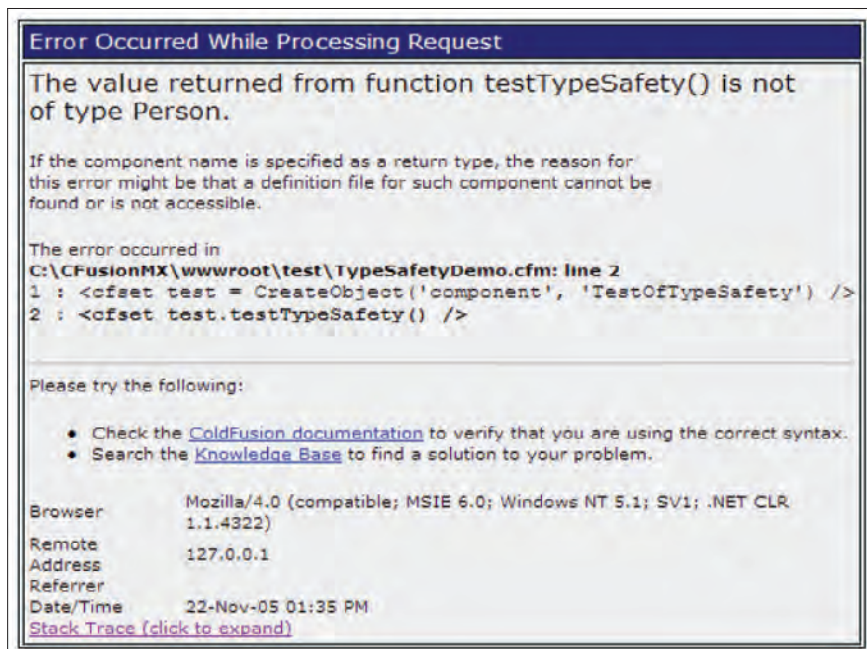 Error Occurred While Processing Request
The value returned from function testTypeSafety() is not
of type Person.
If the component name is specified as a return type, the reason for
this error might be that a definition file for such component cannot be
found or is not accessible.
The error occurred in
C:\CFusionMX\wwwroot\test\TypeSafetyDemo.cfm: line 2
1 : <cfset test = CreateObject('component', 'TestOfTypeSafety') />
2 : <cfset test.testTypeSafety() />
Please try the following:
• Check the ColdFusion documentation to verify that you are using the correct syntax.
• Search the Knowledge Base to find a solution to your problem.
Browser Mozilla/4.0 (compatible; MSIE 6.0; Windows NT 5.1; SV1; .NET CLR
1.1.4322)
Remote
Address 127.0.0.1
Referrer
Date/Time 22-Nov-05 01:35 PM
Stack Trace (click to expand)